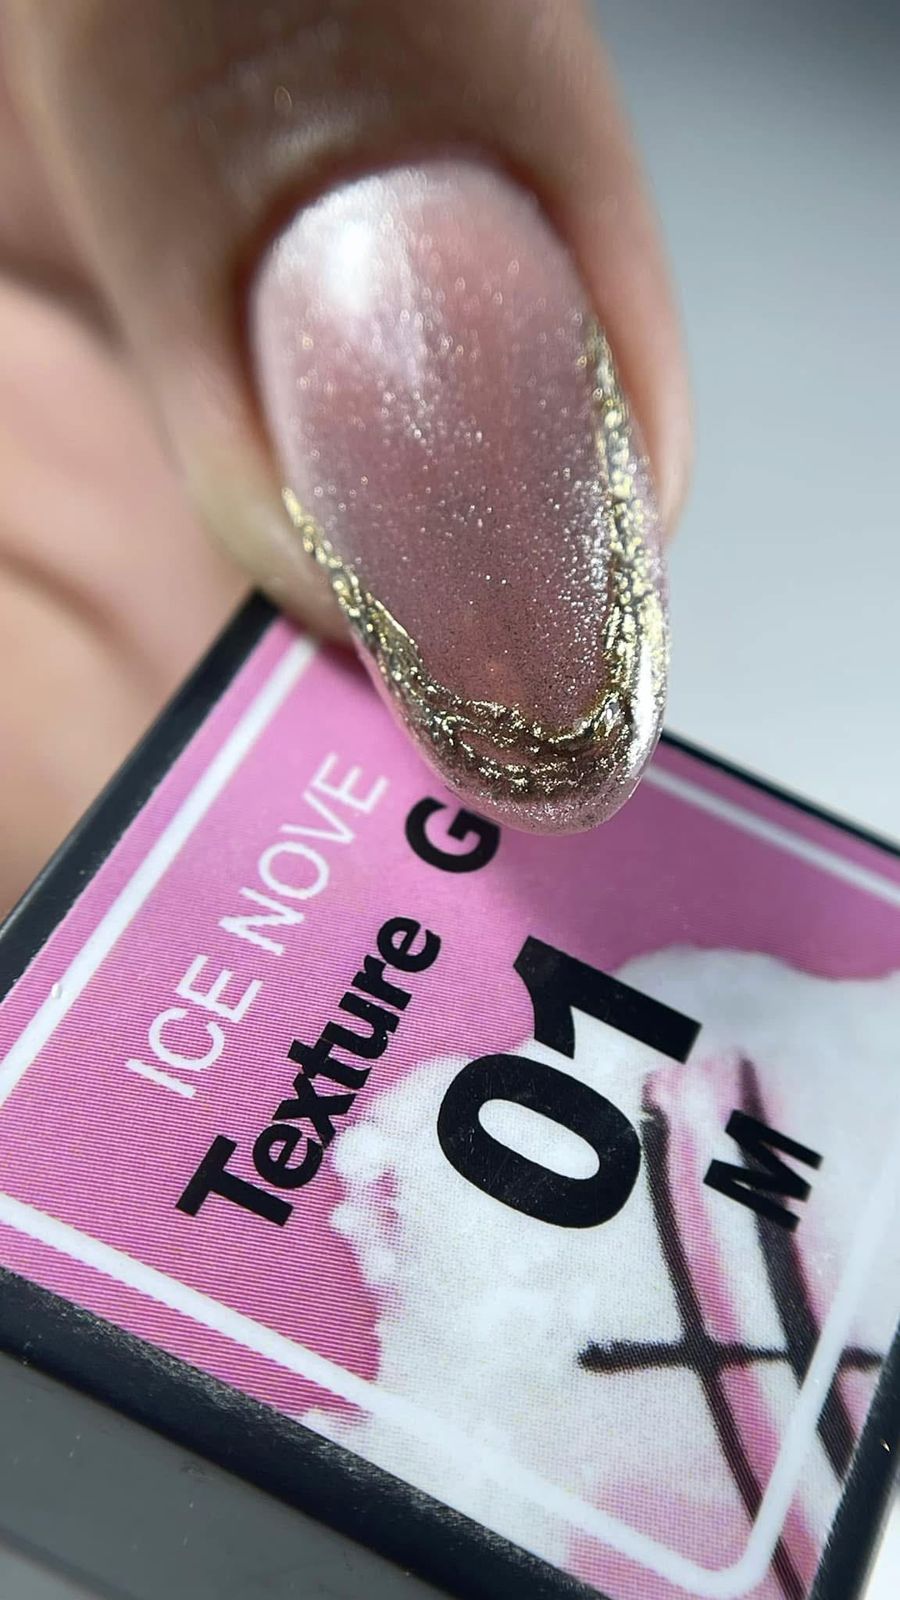 ICE NOVE
Texture G
01
M